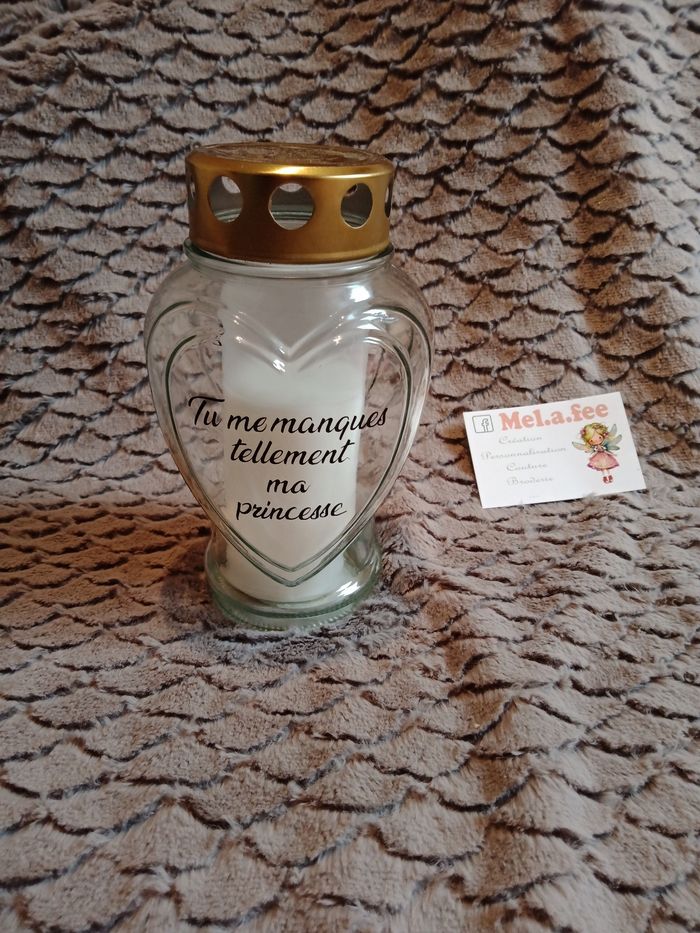 Tu me manques
tellement
ma
princesse
f Mel.a.fee
Création
Personnalisation
Couture
Broderie